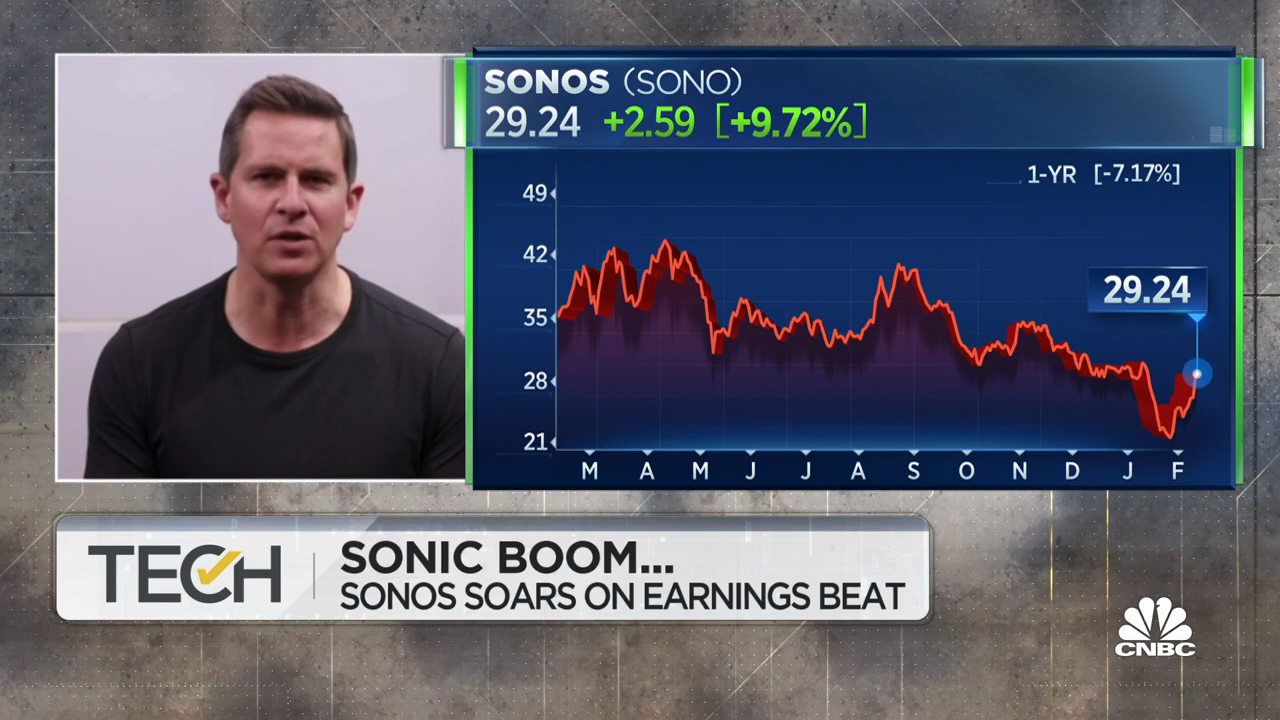 SONOS (SONO)
29.24 +2.59 [+9.72%]
1-YR [-7.17%]
49
42
35
28
21
29.24
M A M J J A S O N D J F
TECH
SONIC BOOM...
SONOS SOARS ON EARNINGS BEAT
CNBC